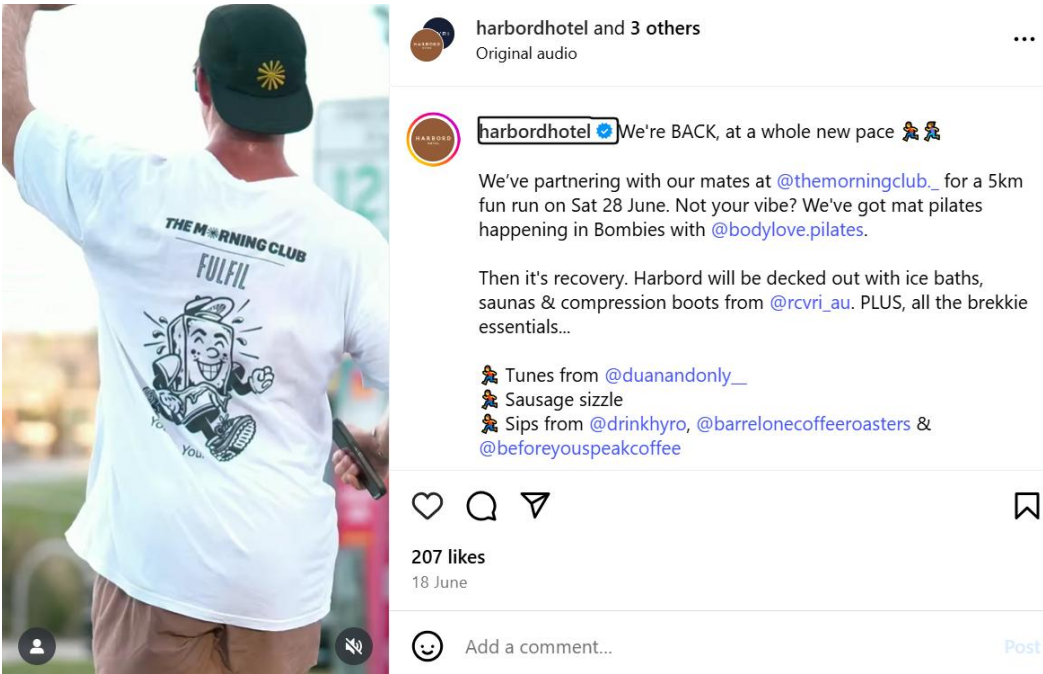 THE MORNING CLUB
FULFIL
You.
12
harbordhotel and 3 others
Original audio
HARBORD
harbordhotel We're BACK, at a whole new pace 🏃🏃
We've partnering with our mates at @themorningclub._ for a 5km
fun run on Sat 28 June. Not your vibe? We've got mat pilates
happening in Bombies with @bodylove.pilates.
Then it's recovery. Harbord will be decked out with ice baths,
saunas & compression boots from @rcvri_au. PLUS, all the brekkie
essentials...
🏃 Tunes from @duanandonly__
🏃 Sausage sizzle
🏃 Sips from @drinkhyro, @barrelonecoffeeroasters &
@beforeyouspeakcoffee
207 likes
18 June
Add a comment...
Post